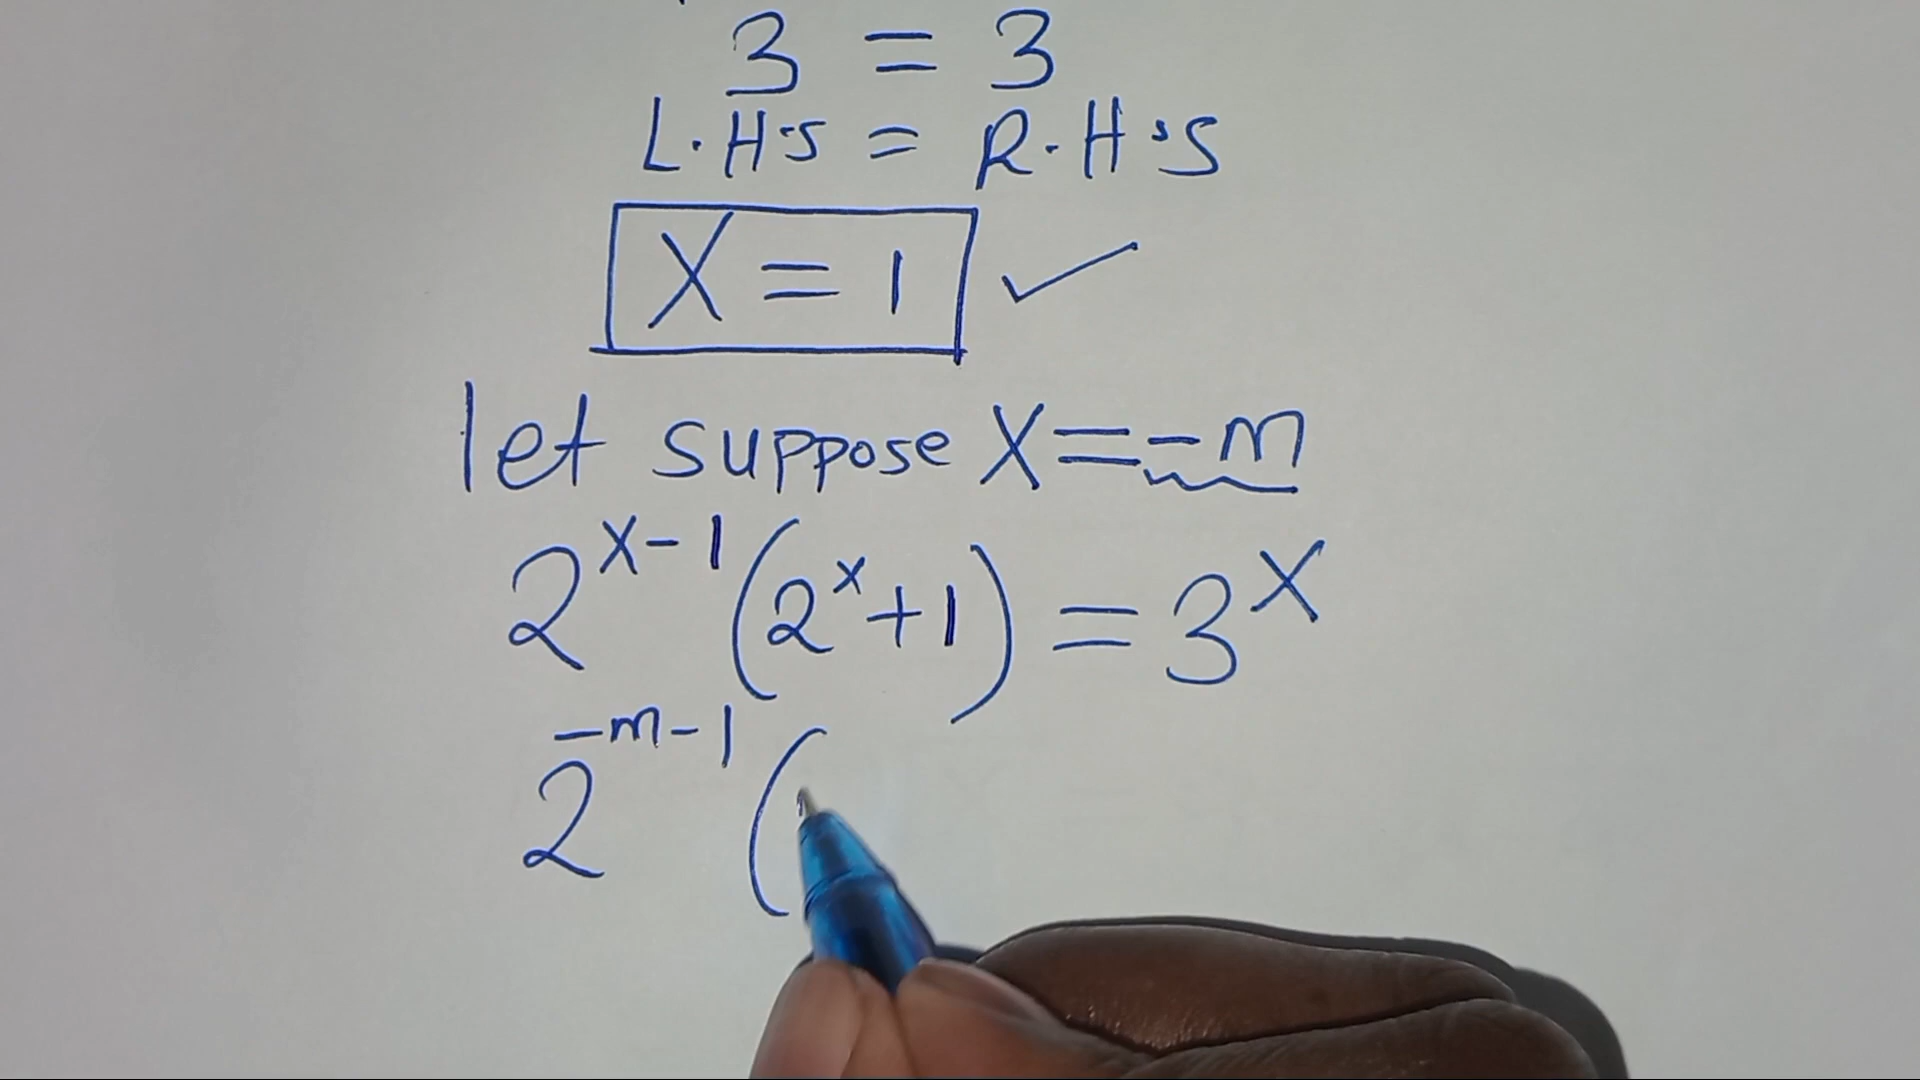 3 = 3
L.H.S = R.H.S
X = 1 ✓
let suppose X = -m
2^{x-1}(2^x+1) = 3^x
2^{-m-1}(